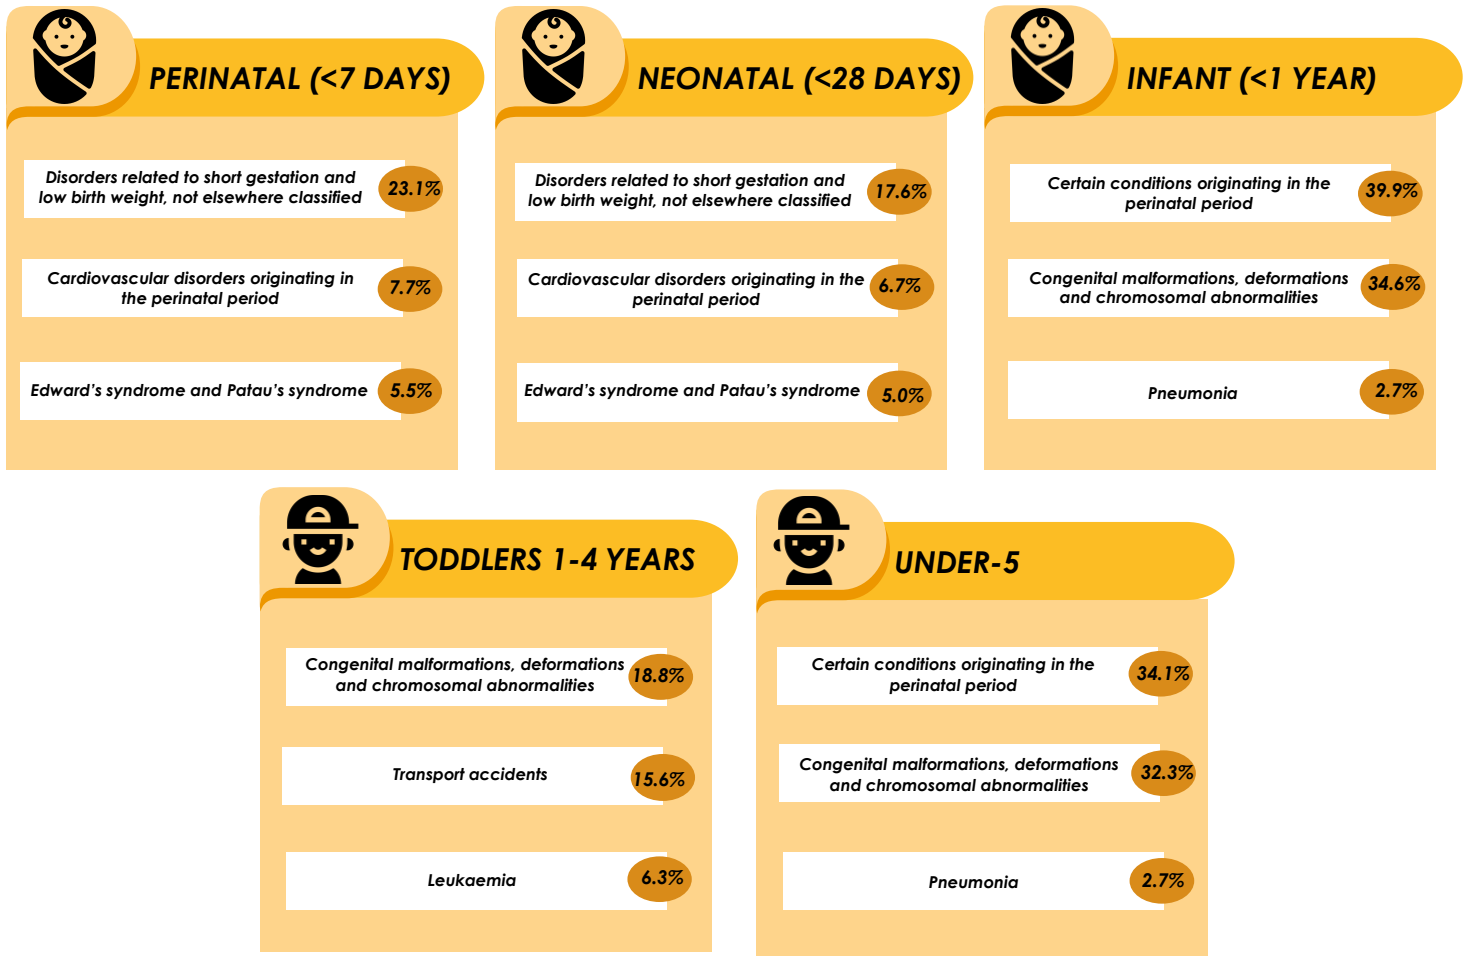 PERINATAL (<7 DAYS)
Disorders related to short gestation and
low birth weight, not elsewhere classified
23.1%
Cardiovascular disorders originating in
the perinatal period
7.7%
Edward's syndrome and Patau's syndrome
5.5%
NEONATAL (<28 DAYS)
Disorders related to short gestation and
low birth weight, not elsewhere classified
17.6%
Cardiovascular disorders originating in the
perinatal period
6.7%
Edward's syndrome and Patau's syndrome
5.0%
INFANT (<1 YEAR)
Certain conditions originating in the
perinatal period
39.9%
Congenital malformations, deformations
and chromosomal abnormalities
34.6%
Pneumonia
2.7%
TODDLERS 1-4 YEARS
Congenital malformations, deformations
and chromosomal abnormalities
18.8%
Transport accidents
15.6%
Leukaemia
6.3%
UNDER-5
Certain conditions originating in the
perinatal period
34.1%
Congenital malformations, deformations
and chromosomal abnormalities
32.3%
Pneumonia
2.7%